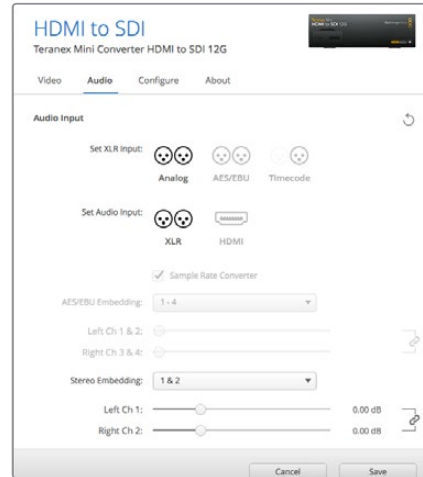 HDMI to SDI
Teranex Mini Converter HDMI to SDI 12G
Video Audio Configure About
Audio Input
Set XLR Input:
Analog AES/EBU Timecode
Set Audio Input:
XLR HDMI
Sample Rate Converter
AES/EBU Embedding: 1 - 4
Left Ch 1 & 2:
Right Ch 3 & 4:
Stereo Embedding: 1 & 2
Left Ch 1: 0.00 dB
Right Ch 2: 0.00 dB
Cancel Save